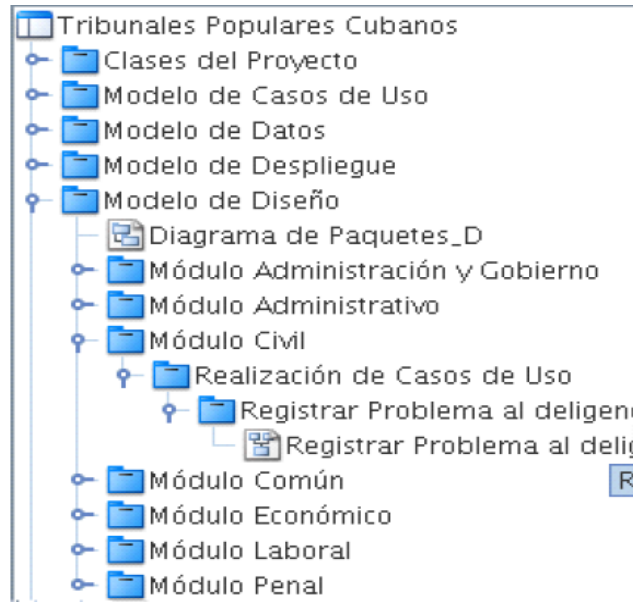 Tribunales Populares Cubanos
Clases del Proyecto
Modelo de Casos de Uso
Modelo de Datos
Modelo de Despliegue
Modelo de Diseño
Diagrama de Paquetes_D
Módulo Administración y Gobierno
Módulo Administrativo
Módulo Civil
Realización de Casos de Uso
Registrar Problema al deligen
Registrar Problema al deli
Módulo Común
R
Módulo Económico
Módulo Laboral
Módulo Penal